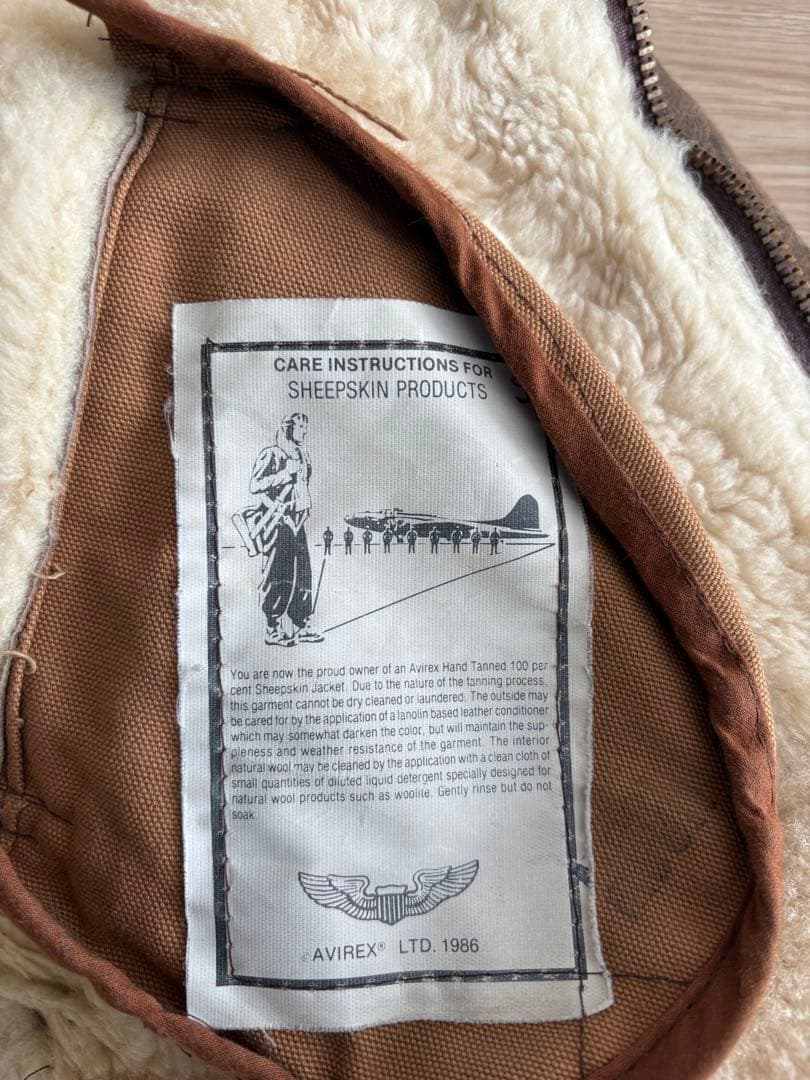 CARE INSTRUCTIONS FOR
SHEEPSKIN PRODUCTS
You are now the proud owner of an Avirex Hand Tanned 100 per
cent Sheepskin Jacket. Due to the nature of the tanning process,
this garment cannot be dry cleaned or laundered. The outside may
be cared for by the application of a lanolin based leather conditioner
which may somewhat darken the color, but will maintain the sup-
pleness and weather resistance of the garment. The interior
natural wool may be cleaned by the application with a clean cloth of
small quantities of diluted liquid detergent specially designed for
natural wool products such as woolite. Gently rinse but do not
soak.
©AVIREX® LTD. 1986